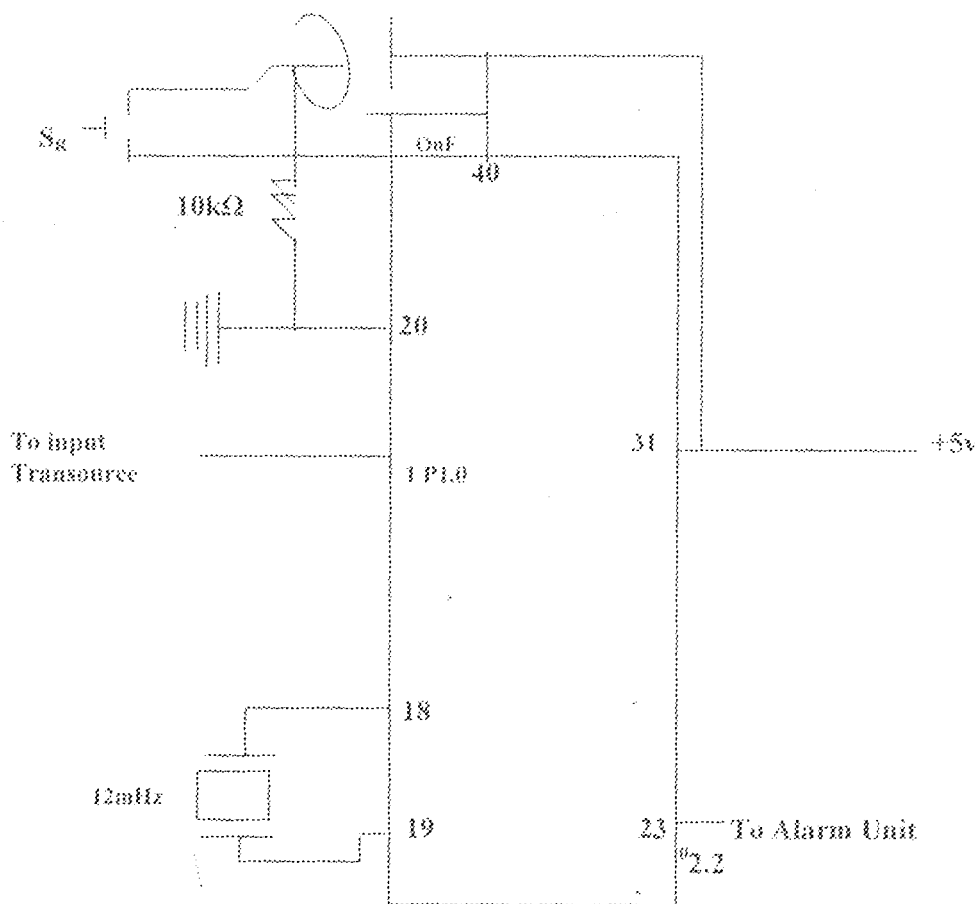 OnF
40
10kΩ
20
To input
Transource
31
+5v
1 P1.0
18
12mHz
19
23
To Alarm Unit
2.2